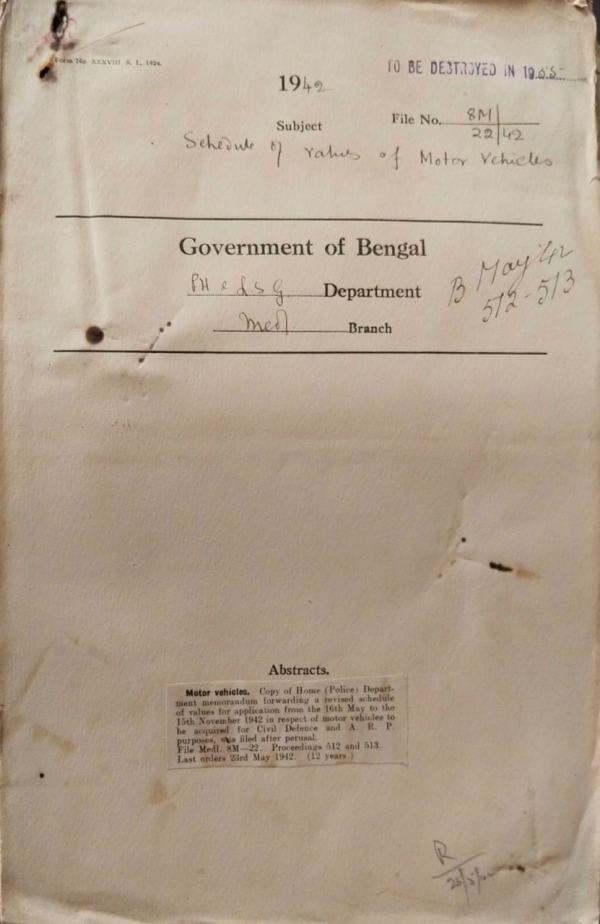 Form No. XXXVIII S. I., 1924.
TO BE DESTROYED IN 1955
1942
File No. 8M/22/42
Subject
Schedule of values of Motor Vehicles
Government of Bengal
PH & LSG Department
B May/42
512-513
Medl Branch
Abstracts.
Motor vehicles. Copy of Home (Police) Depart-
ment memorandum forwarding a revised schedule
of values for application from the 16th May to the
15th November 1942 in respect of motor vehicles to
be acquired for Civil Defence and A. R. P.
purposes, was filed after perusal.
File Medl. 8M—22. Proceedings 512 and 513.
Last orders 23rd May 1942. (12 years)
R